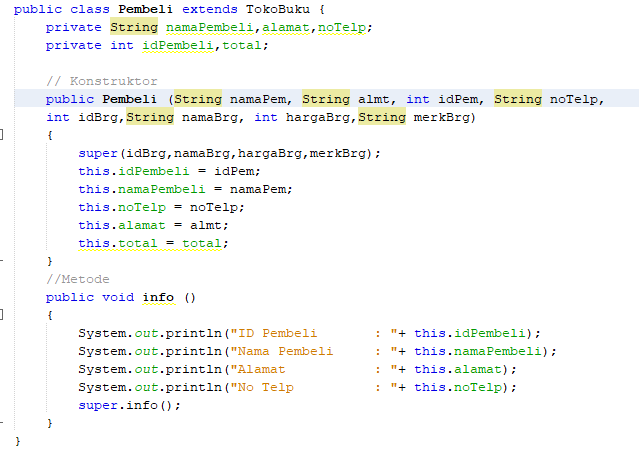 public class Pembeli extends TokoBuku {
private String namaPembeli,alamat,noTelp;
private int idPembeli,total;
// Konstruktor
public Pembeli (String namaPem, String almt, int idPem, String noTelp,
int idBrg,String namaBrg, int hargaBrg,String merkBrg)
{
super(idBrg,namaBrg,hargaBrg,merkBrg);
this.idPembeli = idPem;
this.namaPembeli = namaPem;
this.noTelp = noTelp;
this.alamat = almt;
this.total = total;
}
//Metode
public void info ()
{
System.out.println("ID Pembeli       : "+ this.idPembeli);
System.out.println("Nama Pembeli     : "+ this.namaPembeli);
System.out.println("Alamat           : "+ this.alamat);
System.out.println("No Telp          : "+ this.noTelp);
super.info();
}
}